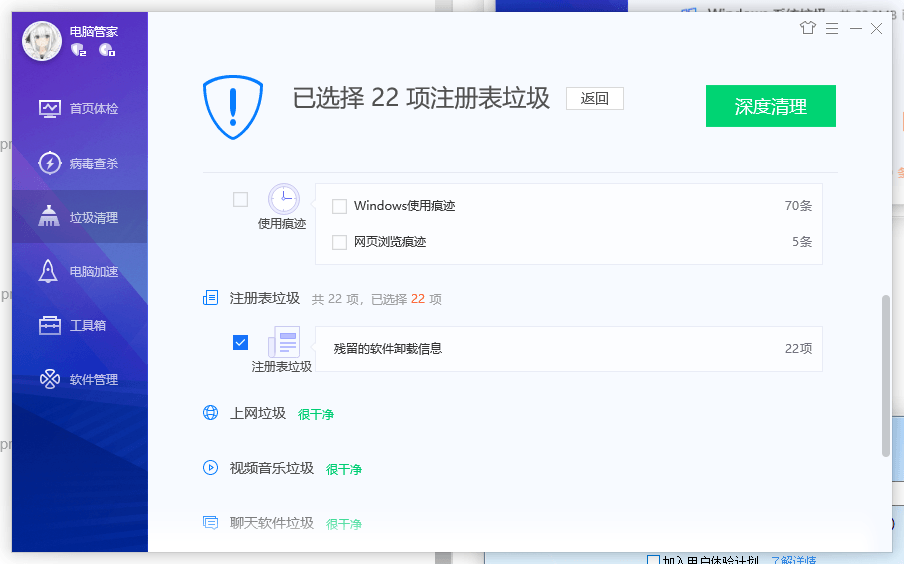 电脑管家
首页体检
病毒查杀
垃圾清理
电脑加速
工具箱
软件管理
已选择 22 项注册表垃圾
返回
深度清理
使用痕迹
Windows使用痕迹
70条
网页浏览痕迹
5条
注册表垃圾 共 22 项，已选择 22 项
注册表垃圾
残留的软件卸载信息
22项
上网垃圾 很干净
视频音乐垃圾 很干净
聊天软件垃圾 很干净
加入用户体验计划 了解详情